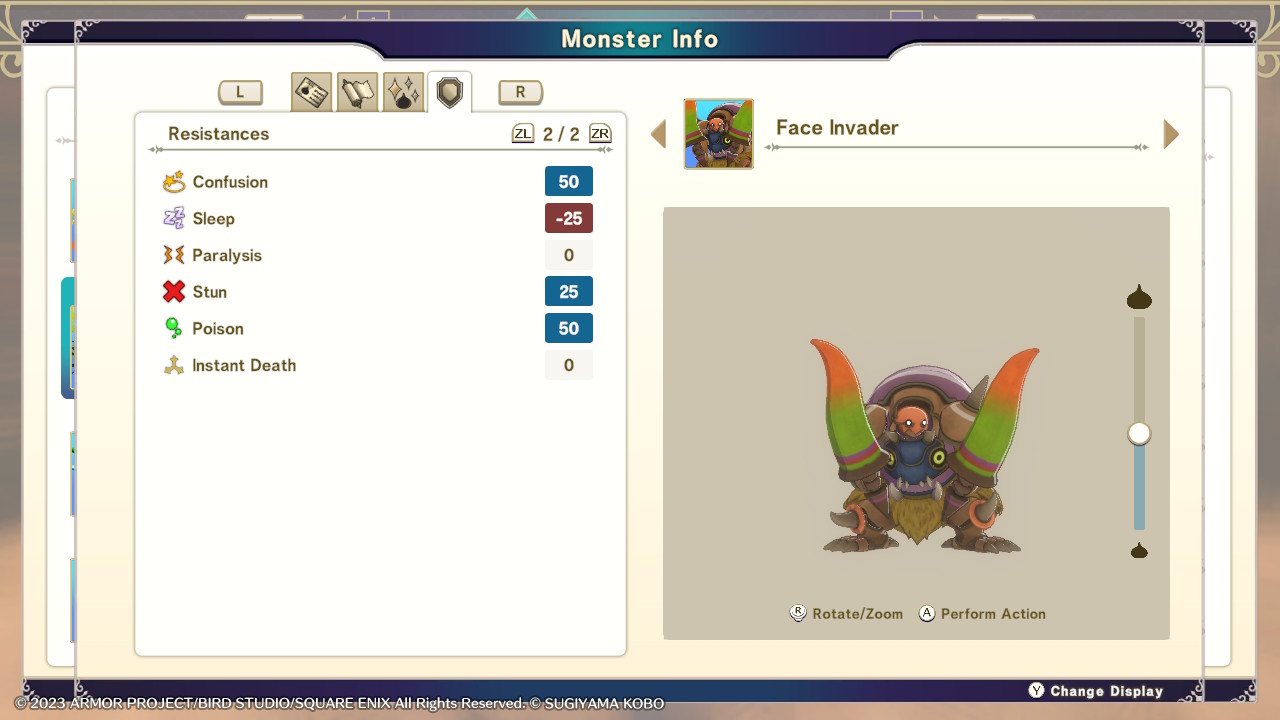 Monster Info
L
R
Resistances
ZL 2 / 2 ZR
Face Invader
Confusion 50
Sleep -25
Paralysis 0
Stun 25
Poison 50
Instant Death 0
R Rotate/Zoom A Perform Action
Y Change Display
© 2023 ARMOR PROJECT/BIRD STUDIO/SQUARE ENIX All Rights Reserved. © SUGIYAMA KOBO